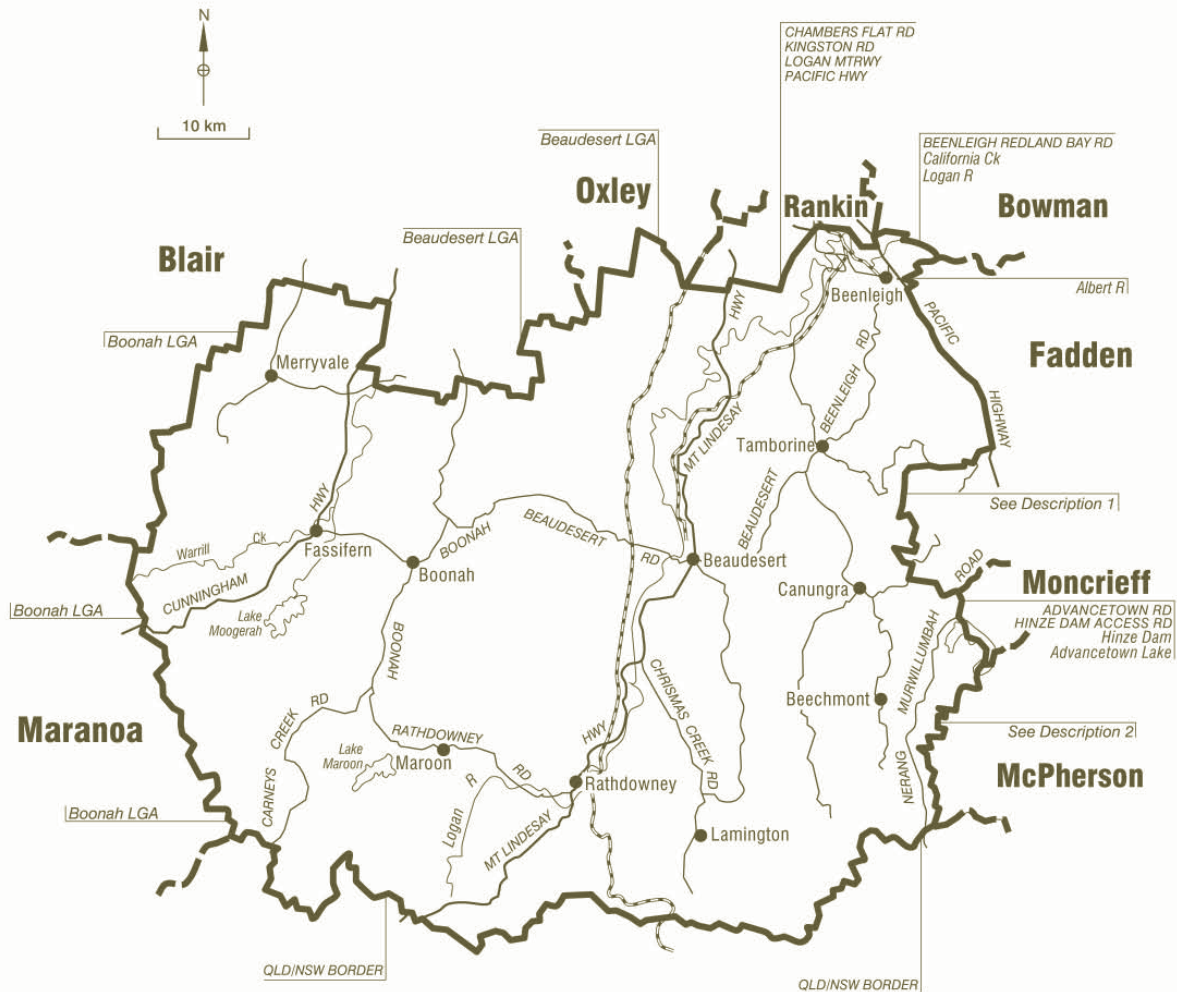 N
10 km
CHAMBERS FLAT RD
KINGSTON RD
LOGAN MTRWY
PACIFIC HWY
Beaudesert LGA
BEENLEIGH REDLAND BAY RD
California Ck
Logan R
Oxley
Rankin
Bowman
Beaudesert LGA
Blair
Albert R
Beenleigh
HWY
PACIFIC
Boonah LGA
Fadden
Merryvale
BEENLEIGH RD
HIGHWAY
MT LINDESAY
Tamborine
See Description 1
HWY
BEAUDESERT
BOONAH
BEAUDESERT
RD
Warrill Ck
Fassifern
Boonah
Beaudesert
ROAD
Moncrieff
CUNNINGHAM
Canungra
Boonah LGA
Lake
Moogerah
ADVANCETOWN RD
HINZE DAM ACCESS RD
Hinze Dam
Advancetown Lake
BOONAH
MURWILLUMBAH
CHRISMAS CREEK RD
Beechmont
Maranoa
CARNEYS CREEK RD
RATHDOWNEY
RD
HWY
See Description 2
Lake
Maroon
Maroon
McPherson
Rathdowney
NERANG
Boonah LGA
Logan R
MT LINDESAY
Lamington
QLD/NSW BORDER
QLD/NSW BORDER